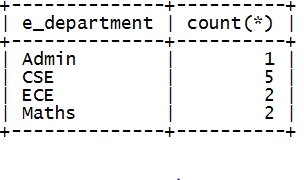 +--------------+----------+
| e_department | count(*) |
+--------------+----------+
| Admin        |        1 |
| CSE          |        5 |
| ECE          |        2 |
| Maths        |        2 |
+--------------+----------+